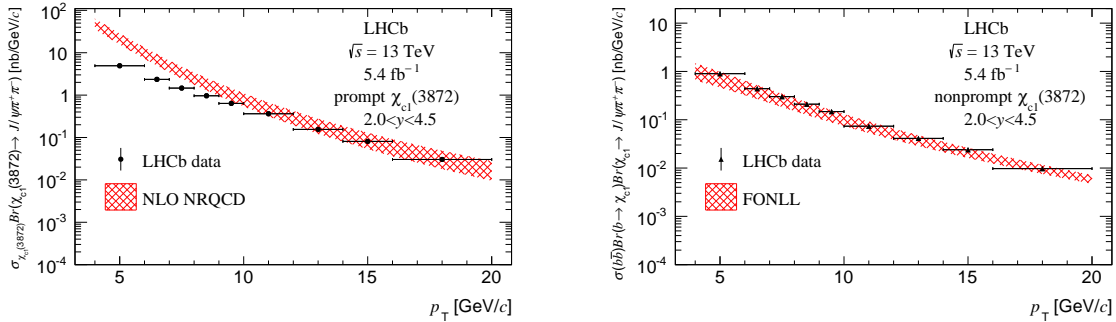 σχc1(3872)Br(χc1(3872)→ J/ψπ+π−) [nb/GeV/c]
10²
10
1
10⁻¹
10⁻²
10⁻³
10⁻⁴
LHCb
√s = 13 TeV
5.4 fb⁻¹
prompt χc1(3872)
2.0<y<4.5
LHCb data
NLO NRQCD
5 10 15 20
pT [GeV/c]
σ(bb̄)Br(b→ χc1)Br(χc1→ J/ψπ+π−) [nb/GeV/c]
10
1
10⁻¹
10⁻²
10⁻³
10⁻⁴
LHCb
√s = 13 TeV
5.4 fb⁻¹
nonprompt χc1(3872)
2.0<y<4.5
LHCb data
FONLL
5 10 15 20
pT [GeV/c]